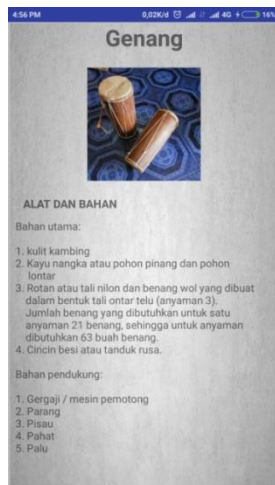 4:56 PM 0,02K/d 4G 16%
Genang
ALAT DAN BAHAN
Bahan utama:
1. kulit kambing
2. Kayu nangka atau pohon pinang dan pohon
lontar
3. Rotan atau tali nilon dan benang wol yang dibuat
dalam bentuk tali ontar telu (anyaman 3).
Jumlah benang yang dibutuhkan untuk satu
anyaman 21 benang, sehingga untuk anyaman
dibutuhkan 63 buah benang.
4. Cincin besi atau tanduk rusa.
Bahan pendukung:
1. Gergaji / mesin pemotong
2. Parang
3. Pisau
4. Pahat
5. Palu